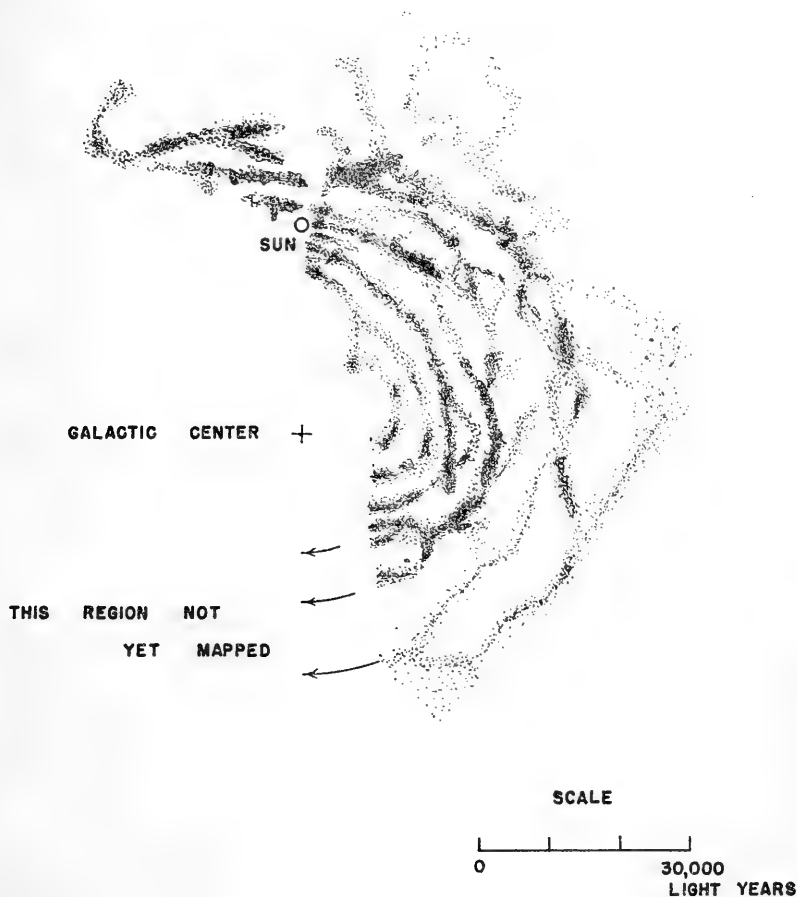 SUN
GALACTIC CENTER
THIS REGION NOT
YET MAPPED
SCALE
0 30,000
LIGHT YEARS